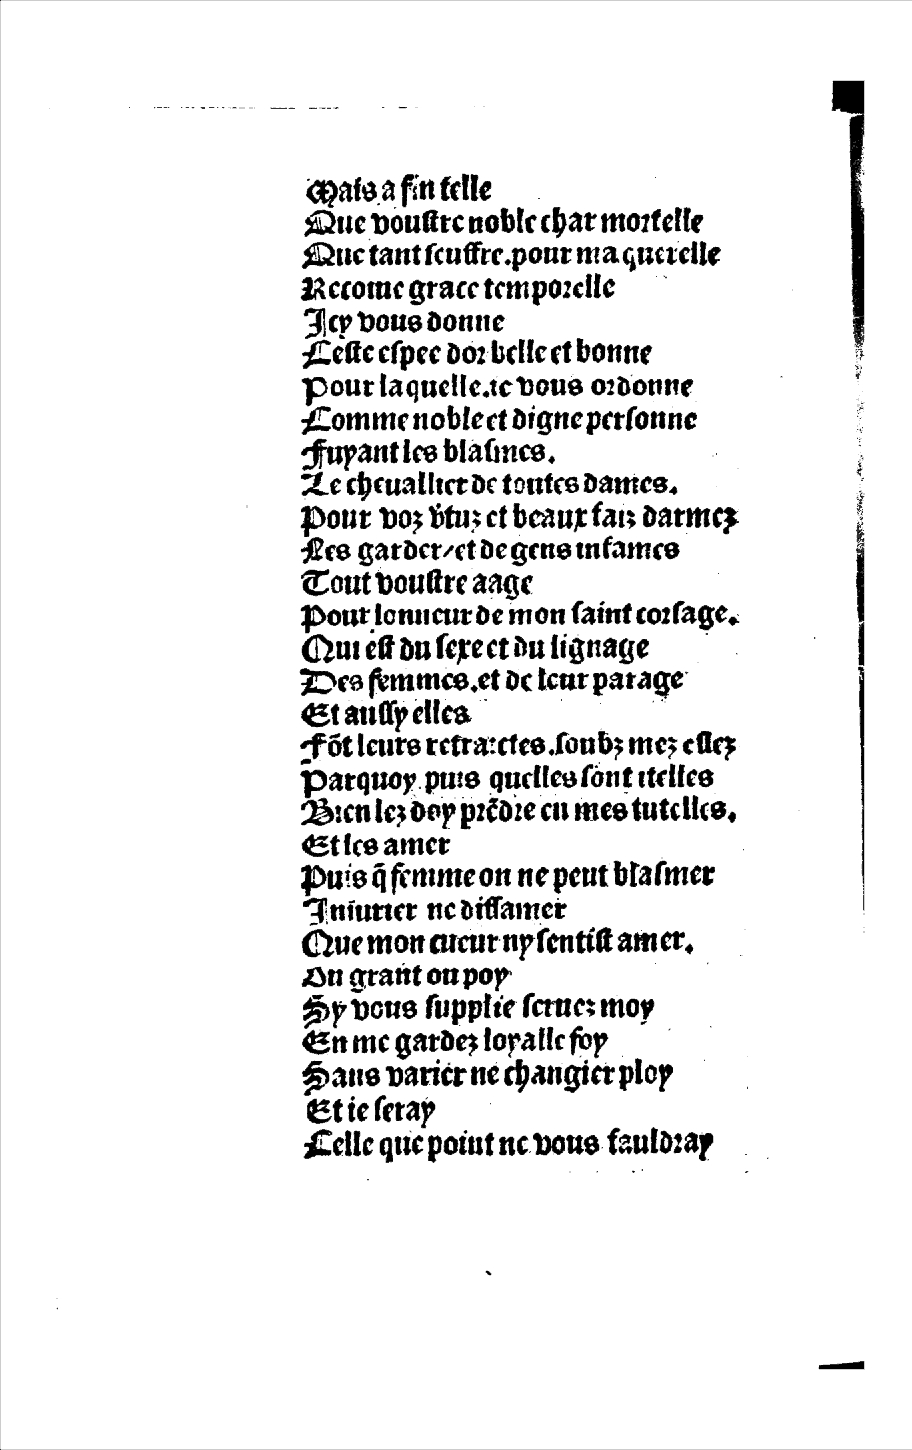 Mais a fin telle
Que voustre noble char mortelle
Que tant seuffre.pour ma querelle
Recome grace temporelle
Icy vous donne
Ceste espee dor belle et bonne
Pour laquelle.ie vous ordonne
Comme noble et digne personne
Fuyant les blasmes.
Le cheuallier de toutes dames.
Pour voz v̄tuz et beaux faiz darmez
Les garder/et de gens infames
Tout voustre aage
Pour lonneur de mon saint corsage.
Qui est du sexe et du lignage
Des femmes.et de leur parage
Et aussy elles
Fōt leurs retraictes.soubz mez esles
Parquoy puis quelles sont itelles
Bien lez doy prēdre en mes tutelles.
Et les amer
Puis q̄ femme on ne peut blasmer
Iniurier ne diffamer
Que mon cueur ny sentist amer.
Ou grant ou poy
Sy vous supplie seruez moy
En me gardez loyalle foy
Sans varier ne changier ploy
Et ie seray
Celle que point ne vous fauldray